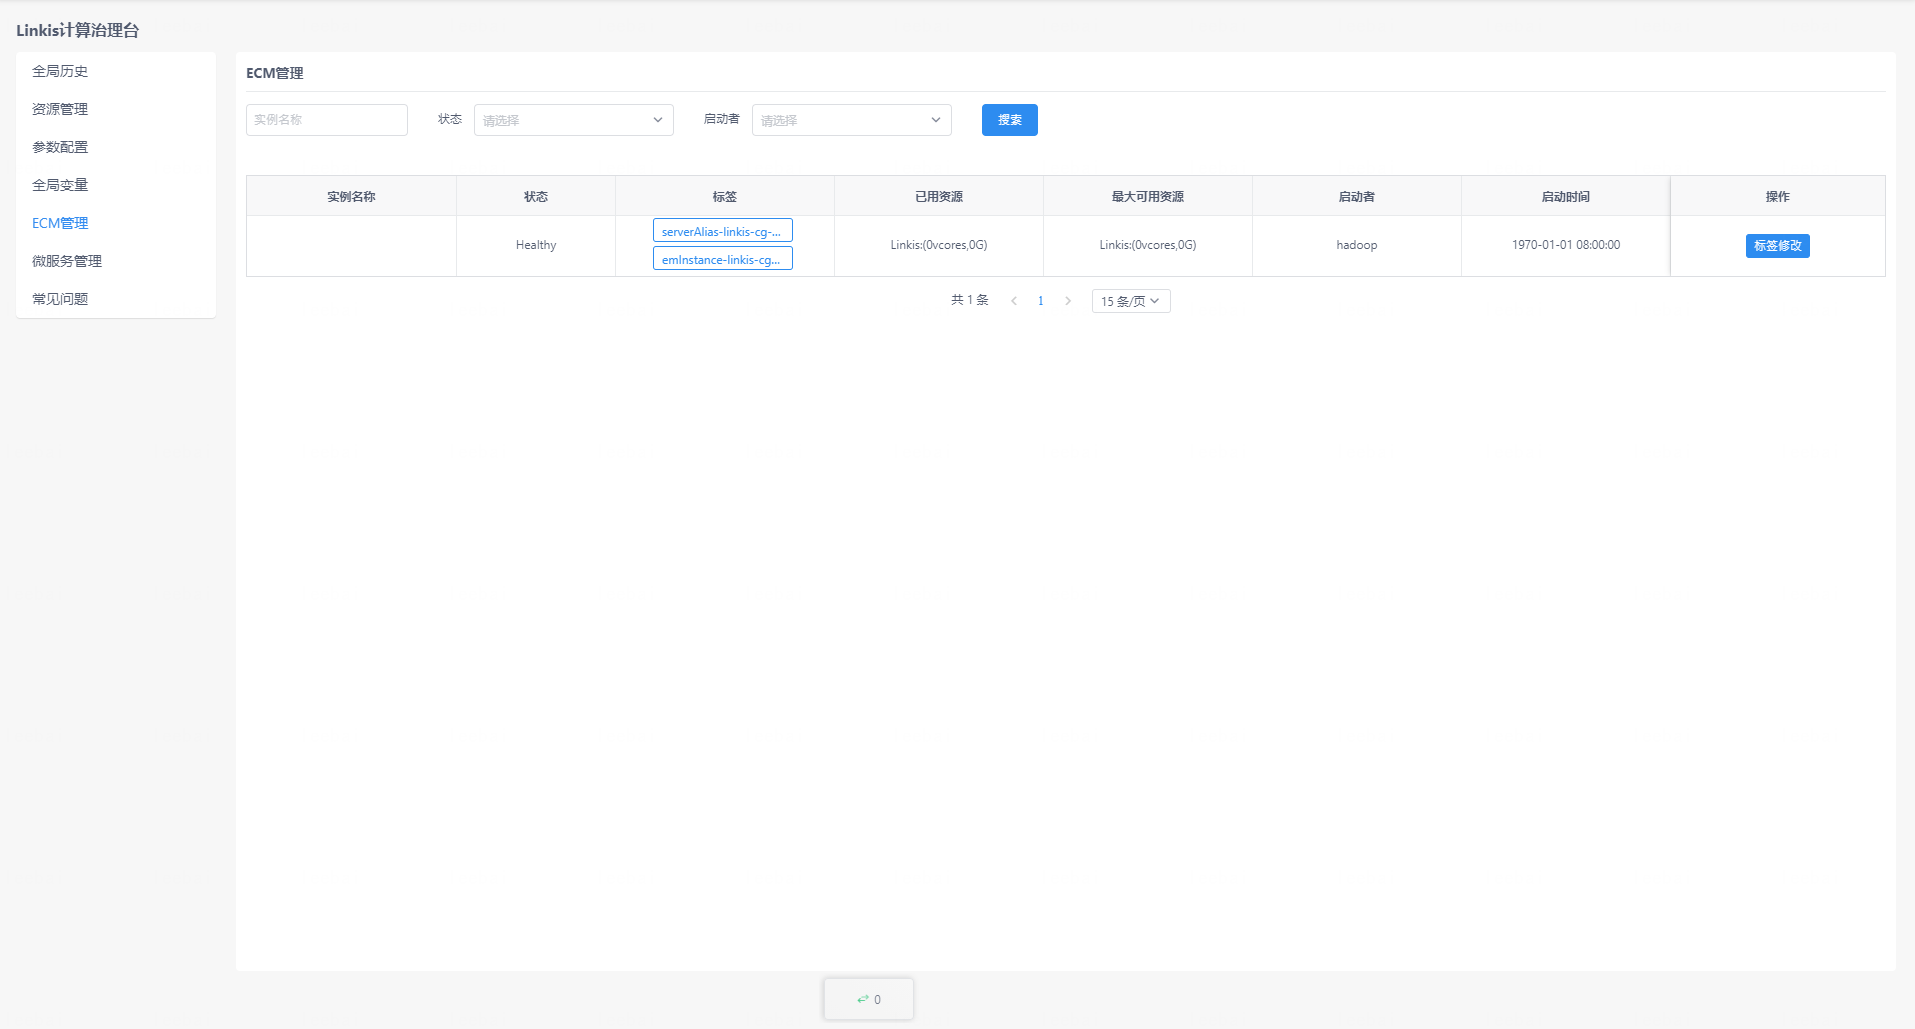 Linkis计算治理台
全局历史
资源管理
参数配置
全局变量
ECM管理
微服务管理
常见问题
ECM管理
实例名称 状态 请选择 启动者 请选择 搜索
实例名称 状态 标签 已用资源 最大可用资源 启动者 启动时间 操作
Healthy serverAlias-linkis-cg-... emInstance-linkis-cg... Linkis:(0vcores,0G) Linkis:(0vcores,0G) hadoop 1970-01-01 08:00:00 标签修改
共 1 条 1 15 条/页
0